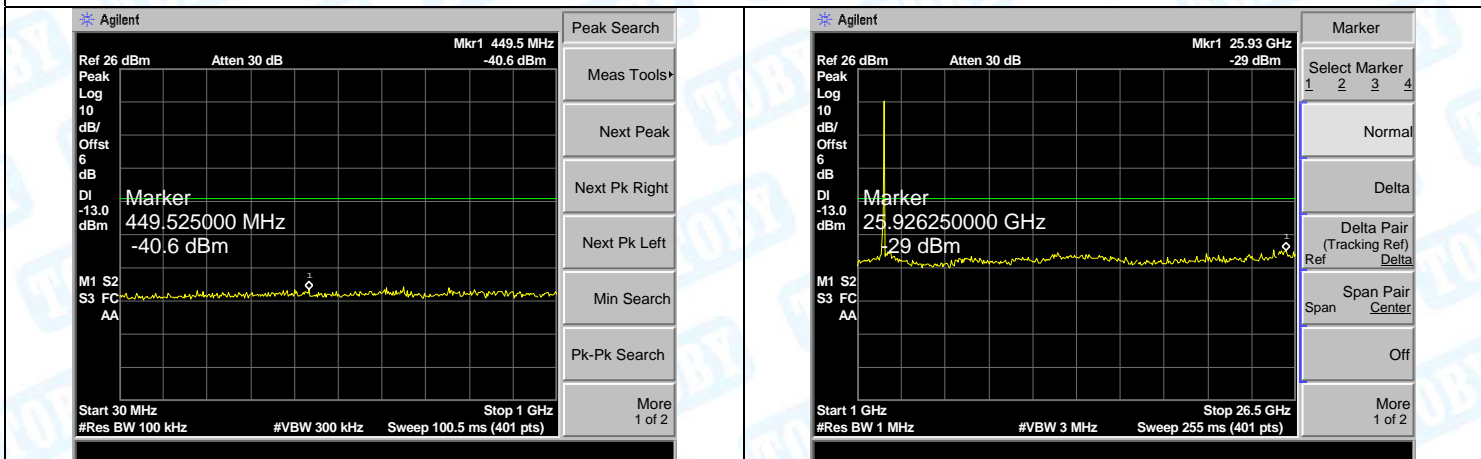 Agilent
Peak Search
Mkr1 449.5 MHz
Ref 26 dBm Atten 30 dB -40.6 dBm
Peak
Log
10
dB/
Offst
6
dB
DI
-13.0
dBm
Marker
449.525000 MHz
-40.6 dBm
1
M1 S2
S3 FC
AA
Start 30 MHz Stop 1 GHz
#Res BW 100 kHz #VBW 300 kHz Sweep 100.5 ms (401 pts)
Meas Tools
Next Peak
Next Pk Right
Next Pk Left
Min Search
Pk-Pk Search
More
1 of 2
Agilent
Marker
Mkr1 25.93 GHz
Ref 26 dBm Atten 30 dB -29 dBm
Peak
Log
10
dB/
Offst
6
dB
DI
-13.0
dBm
Marker
25.926250000 GHz
-29 dBm
1
M1 S2
S3 FC
AA
Start 1 GHz Stop 26.5 GHz
#Res BW 1 MHz #VBW 3 MHz Sweep 255 ms (401 pts)
Select Marker
1 2 3 4
Normal
Delta
Delta Pair
(Tracking Ref)
Ref Delta
Span Pair
Span Center
Off
More
1 of 2
TOBY